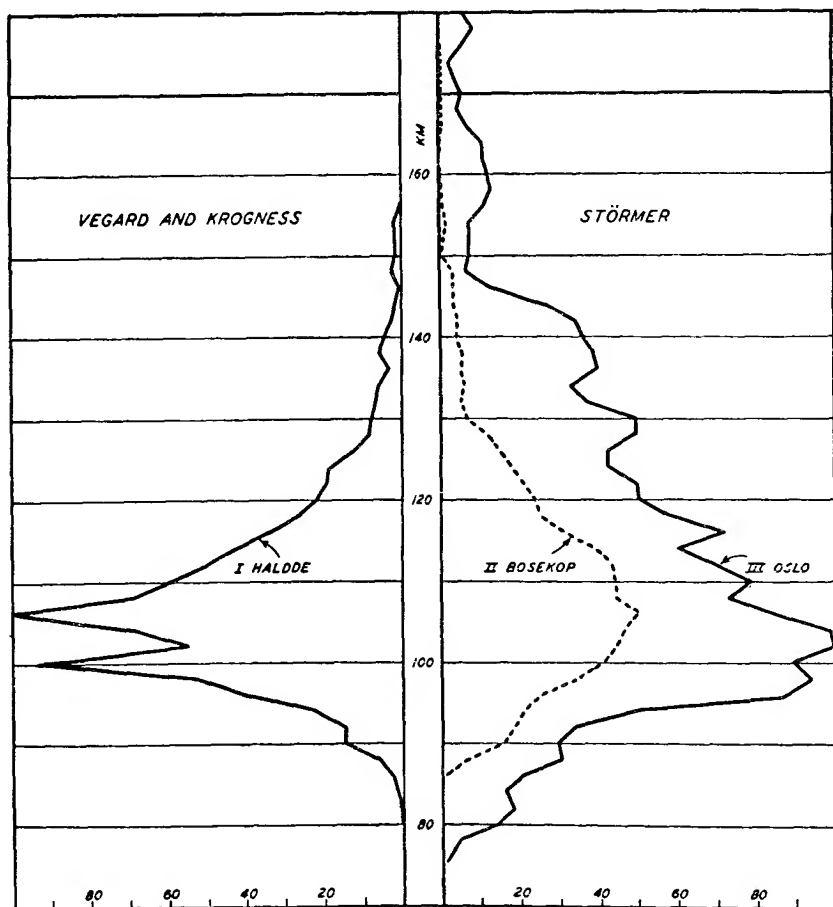 KM
160
VEGARD AND KROGNESS
STÖRMER
140
120
I HALDDE
II BOSEKOP
III OSLO
100
80
80 60 40 20 20 40 60 80